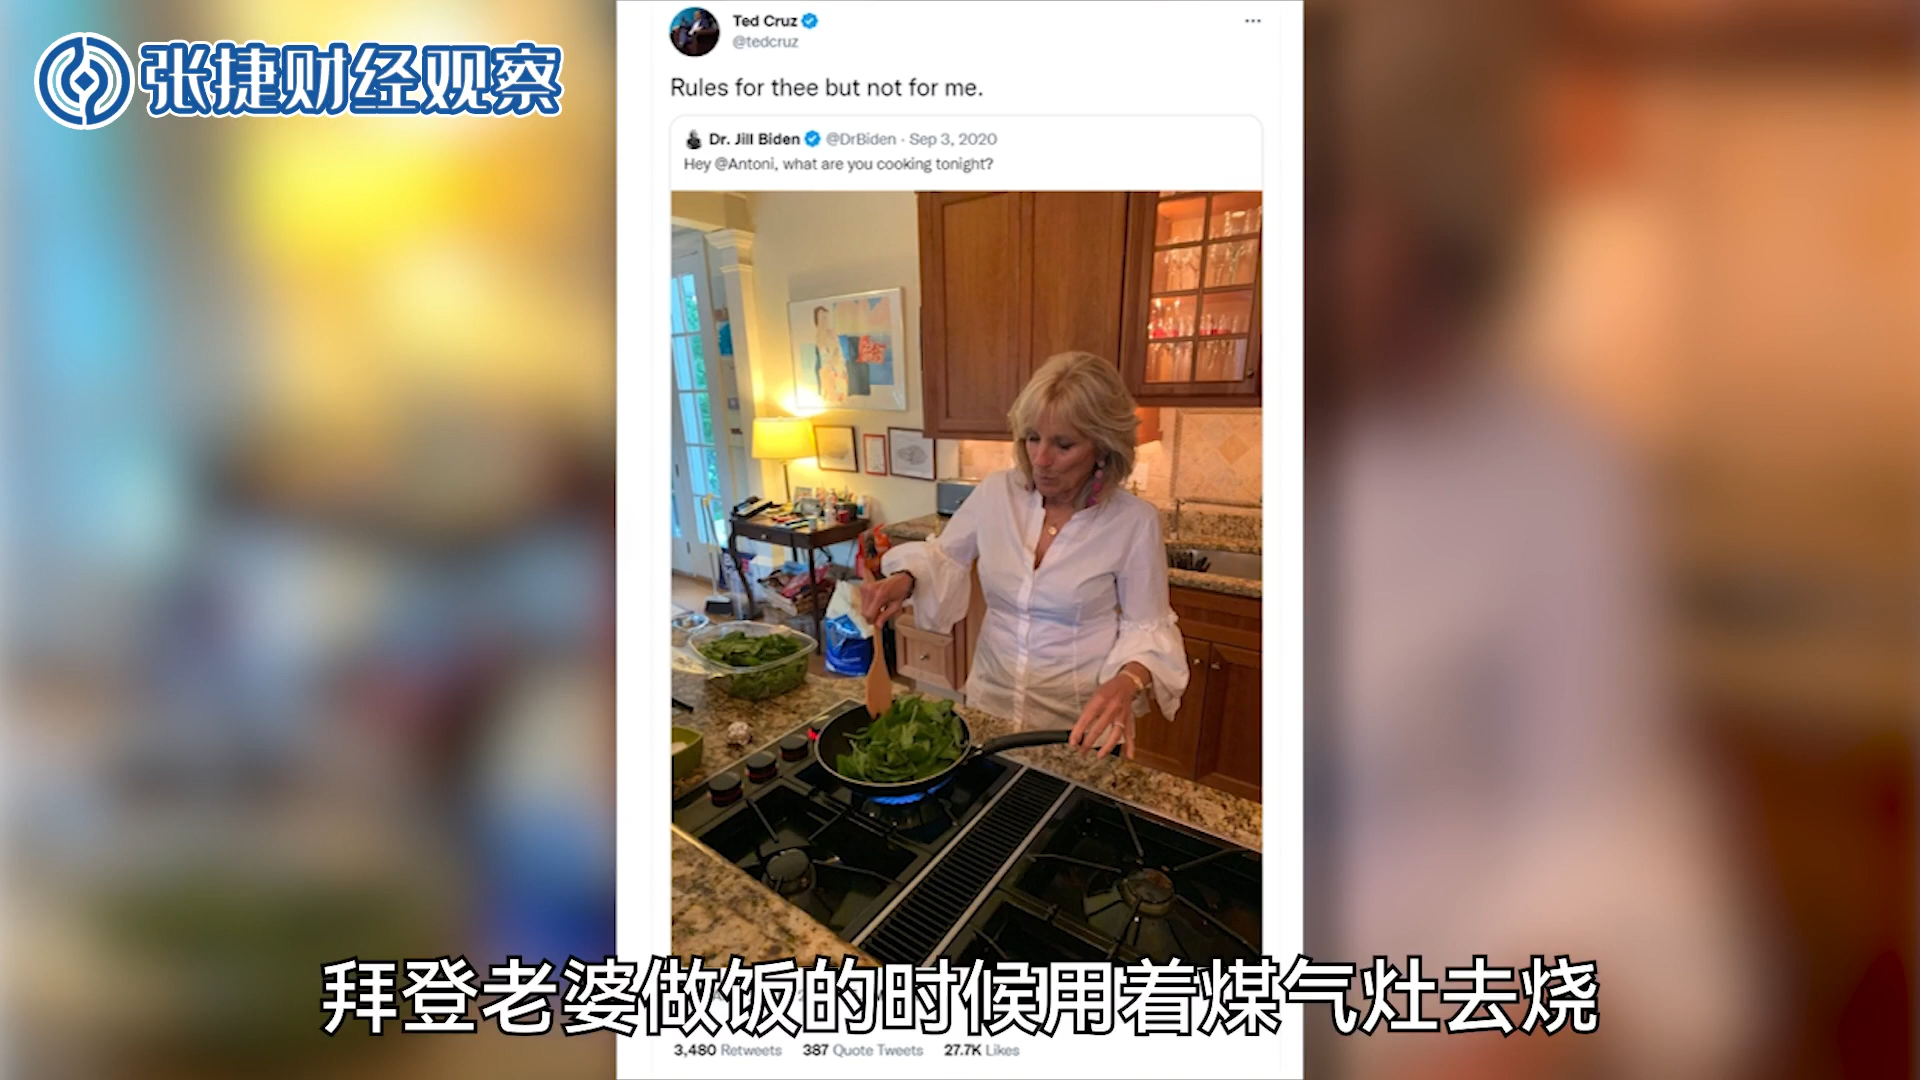 张捷财经观察
Ted Cruz
@tedcruz
Rules for thee but not for me.
Dr. Jill Biden @DrBiden · Sep 3, 2020
Hey @Antoni, what are you cooking tonight?
拜登老婆做饭的时候用着煤气灶去烧
3,480 Retweets 387 Quote Tweets 27.7K Likes